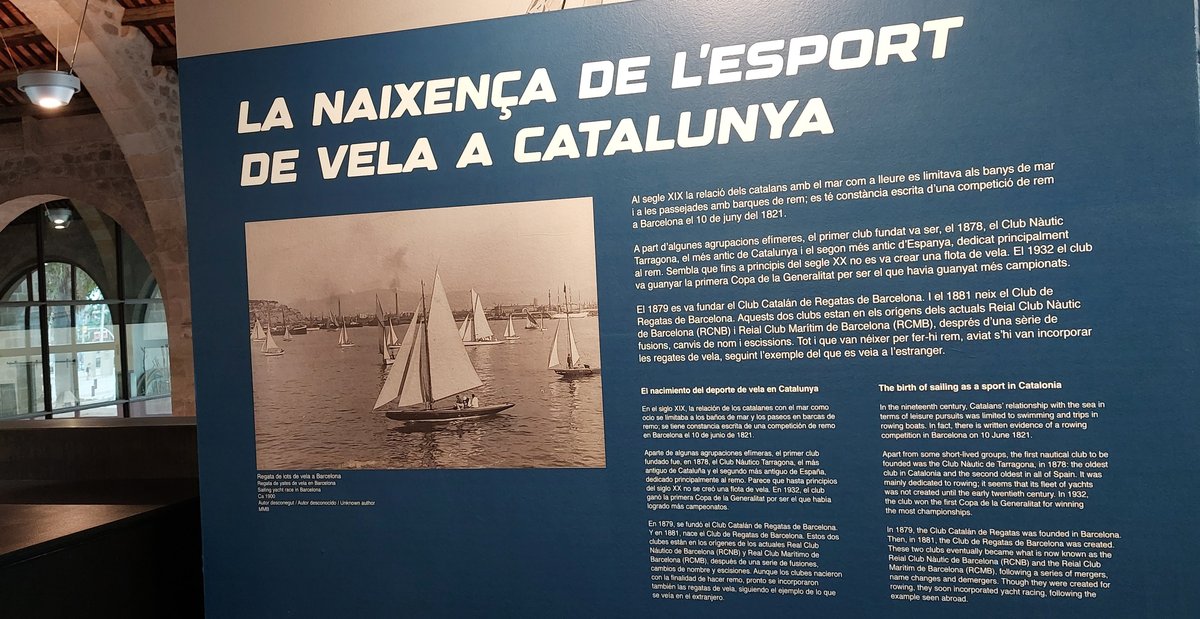 LA NAIXENÇA DE L'ESPORT
DE VELA A CATALUNYA
Al segle XIX la relació dels catalans amb el mar com a lleure es limitava als banys de mar
i a les passejades amb barques de rem; es té constància escrita d'una competició de rem
a Barcelona el 10 de juny del 1821.
A part d'algunes agrupacions efímeres, el primer club fundat va ser, el 1878, el Club Nàutic
Tarragona, el més antic de Catalunya i el segon més antic d'Espanya, dedicat principalment
al rem. Sembla que fins a principis del segle XX no es va crear una flota de vela. El 1932 el club
va guanyar la primera Copa de la Generalitat per ser el que havia guanyat més campionats.
El 1879 es va fundar el Club Catalán de Regatas de Barcelona. I el 1881 neix el Club de
Regatas de Barcelona. Aquests dos clubs estan en els orígens dels actuals Reial Club Nàutic
de Barcelona (RCNB) i Reial Club Marítim de Barcelona (RCMB), després d'una sèrie de
fusions, canvis de nom i escissions. Tot i que van néixer per fer-hi rem, aviat s'hi van incorporar
les regates de vela, seguint l'exemple del que es veia a l'estranger.
Regata de iots de vela a Barcelona
Regata de yates de vela en Barcelona
Sailing yacht race in Barcelona
Ca 1900
Autor desconegut / Autor desconocido / Unknown author
MMB
El nacimiento del deporte de vela en Catalunya
En el siglo XIX, la relación de los catalanes con el mar como
ocio se limitaba a los baños de mar y los paseos en barcas de
remo; se tiene constancia escrita de una competición de remo
en Barcelona el 10 de junio de 1821.
Aparte de algunas agrupaciones efímeras, el primer club
fundado fue, en 1878, el Club Náutico Tarragona, el más
antiguo de Cataluña y el segundo más antiguo de España,
dedicado principalmente al remo. Parece que hasta principios
del siglo XX no se creó una flota de vela. En 1932, el club
ganó la primera Copa de la Generalitat por ser el que había
logrado más campeonatos.
En 1879, se fundó el Club Catalán de Regatas de Barcelona.
Y en 1881, nace el Club de Regatas de Barcelona. Estos dos
clubes están en los orígenes de los actuales Real Club
Náutico de Barcelona (RCNB) y Real Club Marítimo de
Barcelona (RCMB), después de una serie de fusiones,
cambios de nombre y escisiones. Aunque los clubes nacieron
con la finalidad de hacer remo, pronto se incorporaron
también las regatas de vela, siguiendo el ejemplo de lo que
se veía en el extranjero.
The birth of sailing as a sport in Catalonia
In the nineteenth century, Catalans' relationship with the sea in
terms of leisure pursuits was limited to swimming and trips in
rowing boats. In fact, there is written evidence of a rowing
competition in Barcelona on 10 June 1821.
Apart from some short-lived groups, the first nautical club to be
founded was the Club Nàutic de Tarragona, in 1878: the oldest
club in Catalonia and the second oldest in all of Spain. It was
mainly dedicated to rowing; it seems that its fleet of yachts
was not created until the early twentieth century. In 1932,
the club won the first Copa de la Generalitat for winning
the most championships.
In 1879, the Club Catalán de Regatas was founded in Barcelona.
Then, in 1881, the Club de Regatas de Barcelona was created.
These two clubs eventually became what is now known as the
Reial Club Nàutic de Barcelona (RCNB) and the Reial Club
Marítim de Barcelona (RCMB), following a series of mergers,
name changes and demergers. Though they were created for
rowing, they soon incorporated yacht racing, following the
example seen abroad.